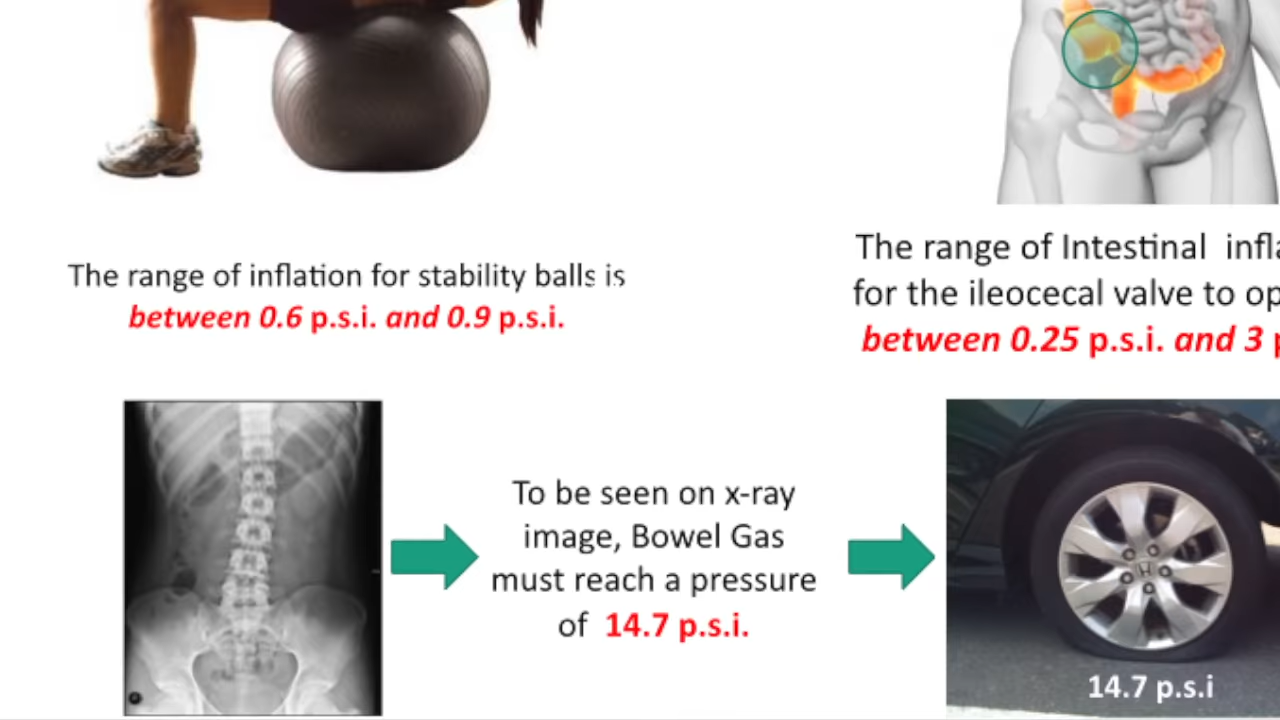 The range of inflation for stability balls is
between 0.6 p.s.i. and 0.9 p.s.i.
The range of Intestinal
for the ileocecal valve to
between 0.25 p.s.i. and 3
To be seen on x-ray
image, Bowel Gas
must reach a pressure
of 14.7 p.s.i.
14.7 p.s.i